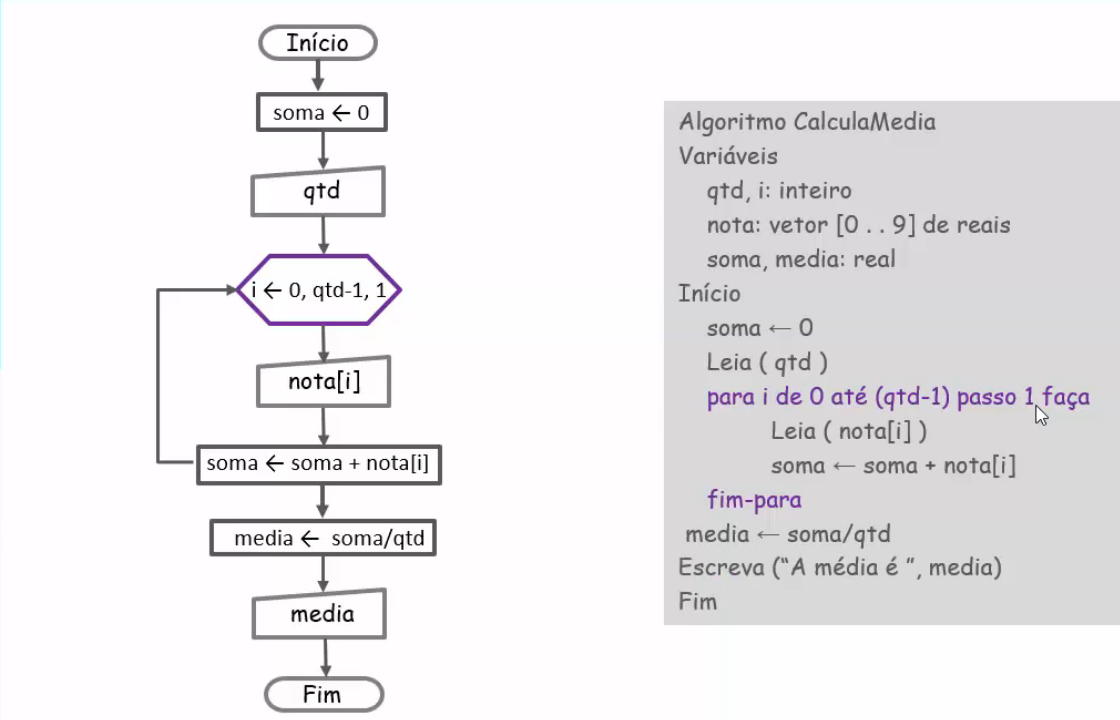 Início
soma ← 0
qtd
i ← 0, qtd-1, 1
nota[i]
soma ← soma + nota[i]
media ← soma/qtd
media
Fim
Algoritmo CalculaMedia
Variáveis
qtd, i: inteiro
nota: vetor [0 . . 9] de reais
soma, media: real
Início
soma ← 0
Leia ( qtd )
para i de 0 até (qtd-1) passo 1 faça
Leia ( nota[i] )
soma ← soma + nota[i]
fim-para
media ← soma/qtd
Escreva (“A média é ”, media)
Fim